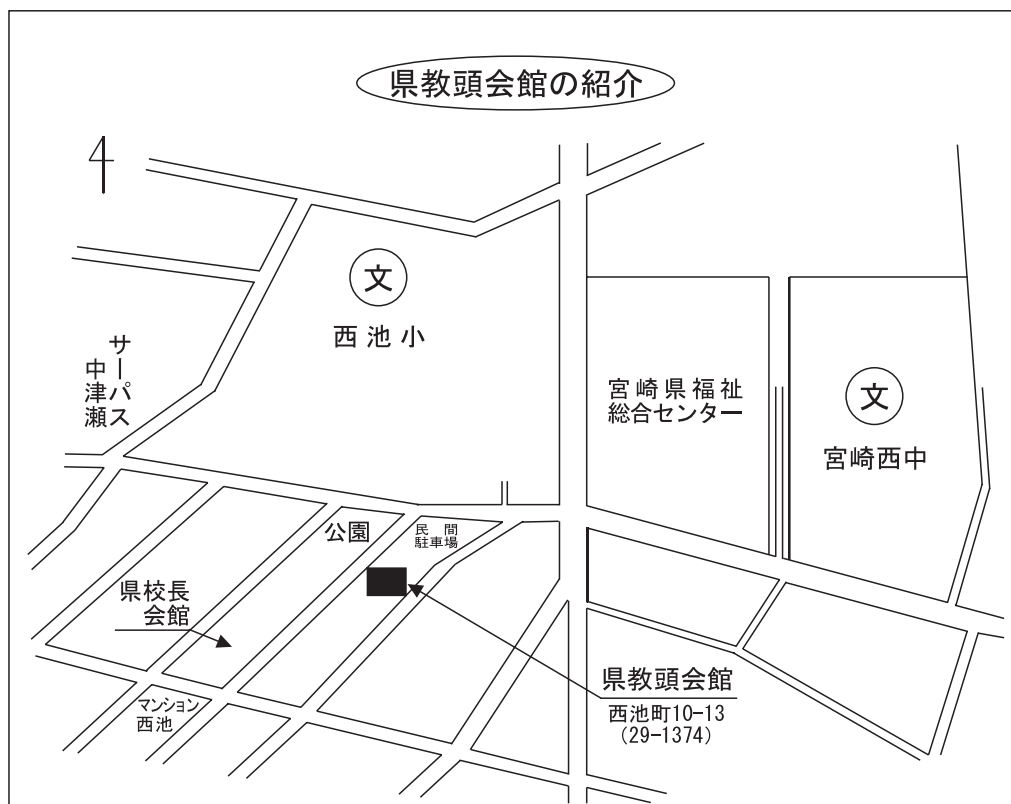 県教頭会館の紹介
文
西池小
サーパス
中津瀬
宮崎県福祉
総合センター
文
宮崎西中
公園
民間
駐車場
県校長
会館
マンション
西池
県教頭会館
西池町10-13
(29-1374)